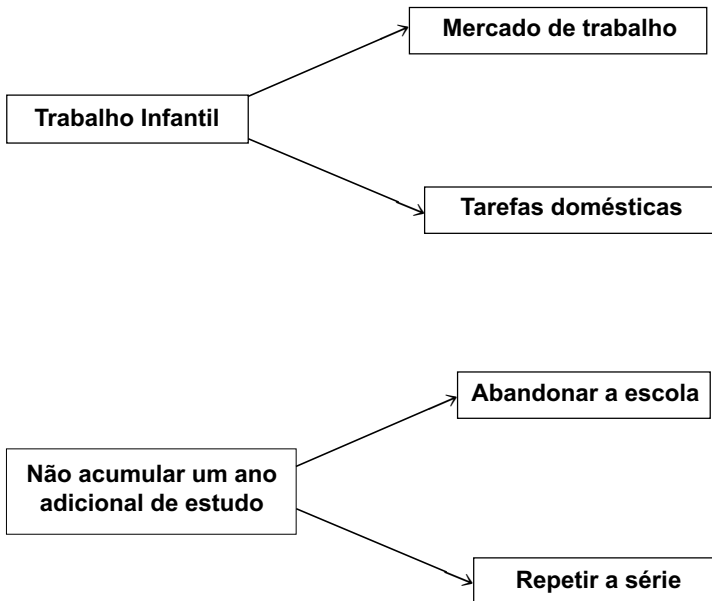 Mercado de trabalho
Trabalho Infantil
Tarefas domésticas
Abandonar a escola
Não acumular um ano
adicional de estudo
Repetir a série